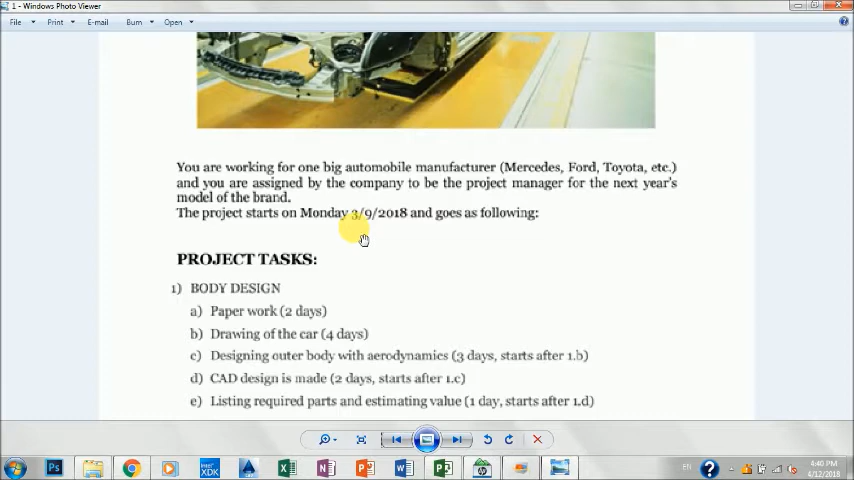 1 - Windows Photo Viewer
File Print E-mail Burn Open
You are working for one big automobile manufacturer (Mercedes, Ford, Toyota, etc.)
and you are assigned by the company to be the project manager for the next year's
model of the brand.
The project starts on Monday 3/9/2018 and goes as following:
PROJECT TASKS:
1) BODY DESIGN
a) Paper work (2 days)
b) Drawing of the car (4 days)
c) Designing outer body with aerodynamics (3 days, starts after 1.b)
d) CAD design is made (2 days, starts after 1.c)
e) Listing required parts and estimating value (1 day, starts after 1.d)
Ps intel XDK X N P W P EN ? 4:40 PM
4/12/2018